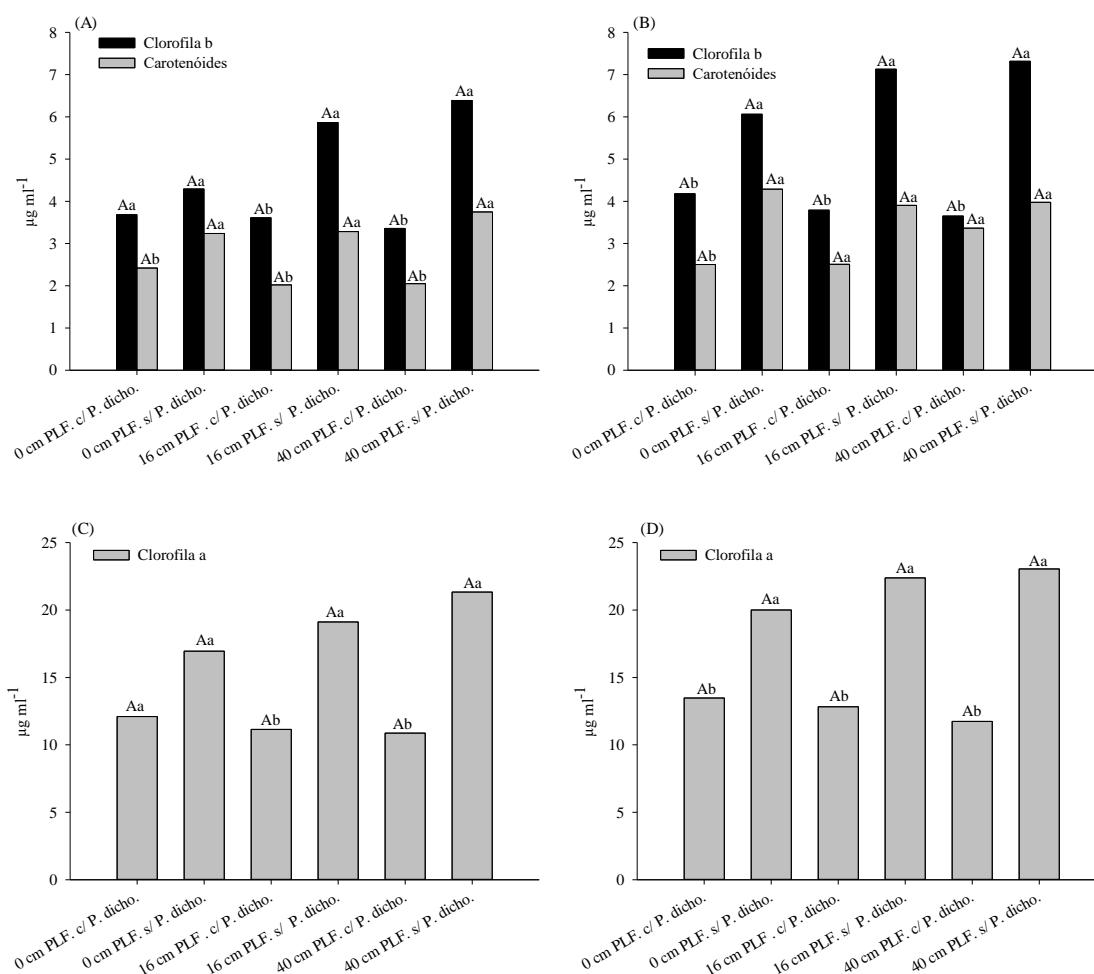 (A)
Clorofila b
Carotenóides
8
7
6
5
4
3
2
1
0
µg ml-1
Aa
Ab
Aa
Aa
Ab
Ab
Aa
Aa
Ab
Ab
Aa
Aa
0 cm PLF. c/ P. dicho.
0 cm PLF. s/ P. dicho.
16 cm PLF . c/ P. dicho.
16 cm PLF. s/ P. dicho.
40 cm PLF. c/ P. dicho.
40 cm PLF. s/ P. dicho.
(B)
Clorofila b
Carotenóides
8
7
6
5
4
3
2
1
0
µg ml-1
Ab
Ab
Aa
Aa
Ab
Aa
Aa
Aa
Ab
Aa
Aa
Aa
0 cm PLF. c/ P. dicho.
0 cm PLF. s/ P. dicho.
16 cm PLF . c/ P. dicho.
16 cm PLF. s/ P. dicho.
40 cm PLF. c/ P. dicho.
40 cm PLF. s/ P. dicho.
(C)
Clorofila a
25
20
15
10
5
0
µg ml-1
Aa
Aa
Ab
Aa
Ab
Aa
0 cm PLF. c/ P. dicho.
0 cm PLF. s/ P. dicho.
16 cm PLF . c/ P. dicho.
16 cm PLF. s/ P. dicho.
40 cm PLF. c/ P. dicho.
40 cm PLF. s/ P. dicho.
(D)
Clorofila a
25
20
15
10
5
0
µg ml-1
Ab
Aa
Ab
Aa
Ab
Aa
0 cm PLF. c/ P. dicho.
0 cm PLF. s/ P. dicho.
16 cm PLF . c/ P. dicho.
16 cm PLF. s/ P. dicho.
40 cm PLF. c/ P. dicho.
40 cm PLF. s/ P. dicho.